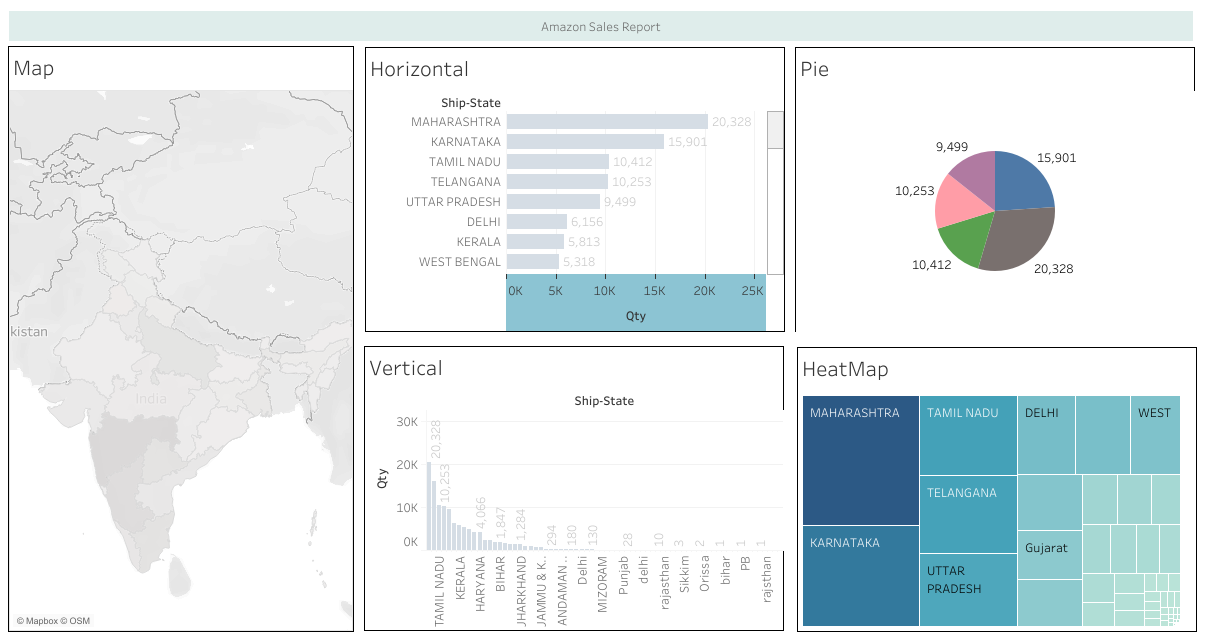 Amazon Sales Report
Map
kistan
India
© Mapbox © OSM
Horizontal
Ship-State
MAHARASHTRA 20,328
KARNATAKA 15,901
TAMIL NADU 10,412
TELANGANA 10,253
UTTAR PRADESH 9,499
DELHI 6,156
KERALA 5,813
WEST BENGAL 5,318
0K 5K 10K 15K 20K 25K
Qty
Pie
9,499 15,901
10,253
10,412 20,328
Vertical
Ship-State
Qty
30K
20K
10K
0K
20,328 10,253 4,066 1,847 1,284 294 180 130 28 10 3 2 1 1 1
TAMIL NADU KERALA HARYANA BIHAR JHARKHAND JAMMU & K.. ANDAMAN .. Delhi MIZORAM Punjab delhi rajasthan Sikkim Orissa bihar PB rajsthan
HeatMap
MAHARASHTRA TAMIL NADU DELHI WEST
TELANGANA
KARNATAKA Gujarat
UTTAR
PRADESH